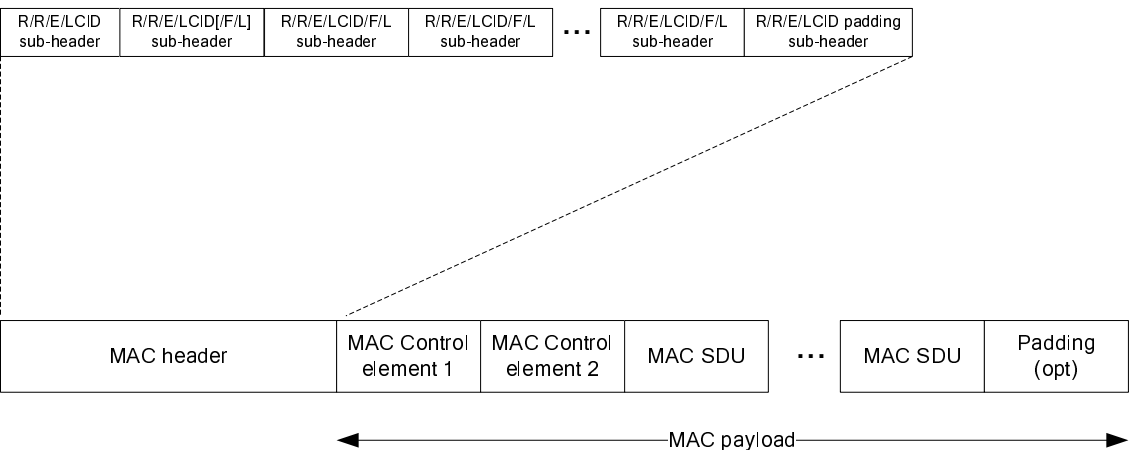 R/R/E/LCID sub-header
R/R/E/LCID[/F/L] sub-header
R/R/E/LCID/F/L sub-header
R/R/E/LCID/F/L sub-header
...
R/R/E/LCID/F/L sub-header
R/R/E/LCID padding sub-header
MAC header
MAC Control element 1
MAC Control element 2
MAC SDU
...
MAC SDU
Padding (opt)
MAC payload